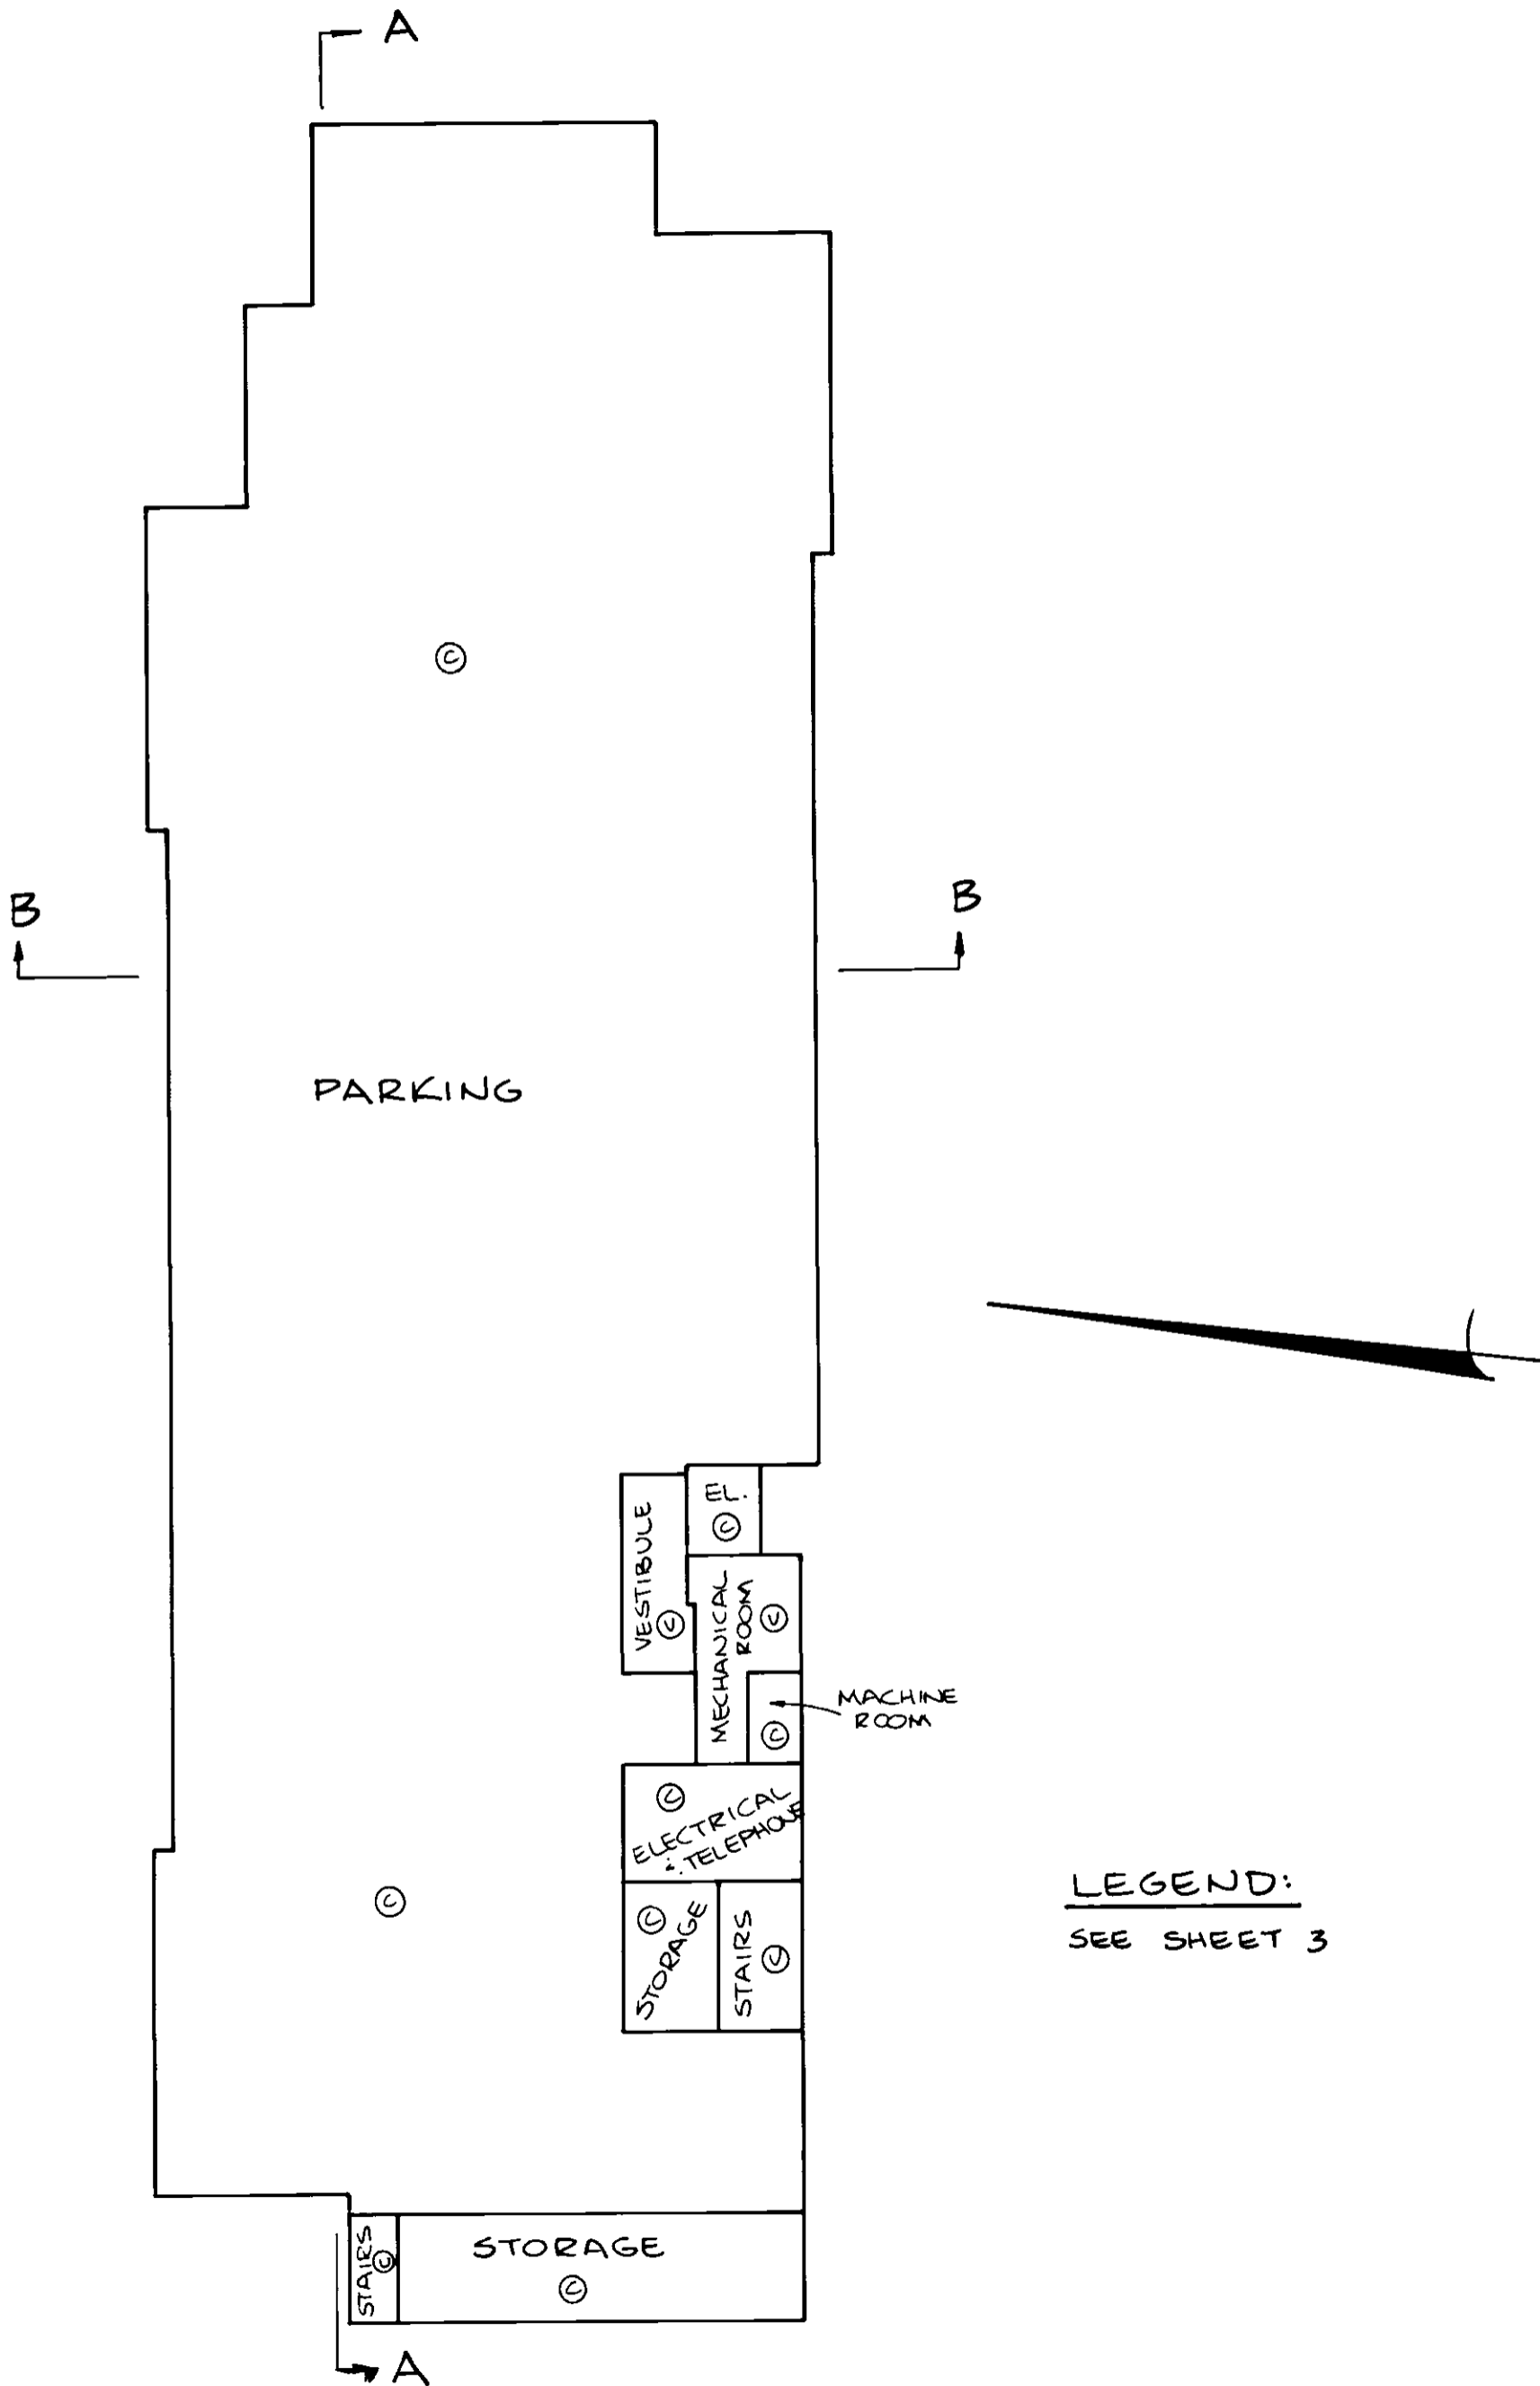 A
Ⓒ
B
B
PARKING
EL.
Ⓒ
VESTIBULE
Ⓒ
MECHANICAL
ROOM
Ⓒ
MACHINE
ROOM
Ⓒ
Ⓒ
ELECTRICAL
& TELEPHONE
Ⓒ
Ⓒ
STORAGE
STAIRS
Ⓒ
LEGEND:
SEE SHEET 3
STAIRS
Ⓒ
STORAGE
Ⓒ
A